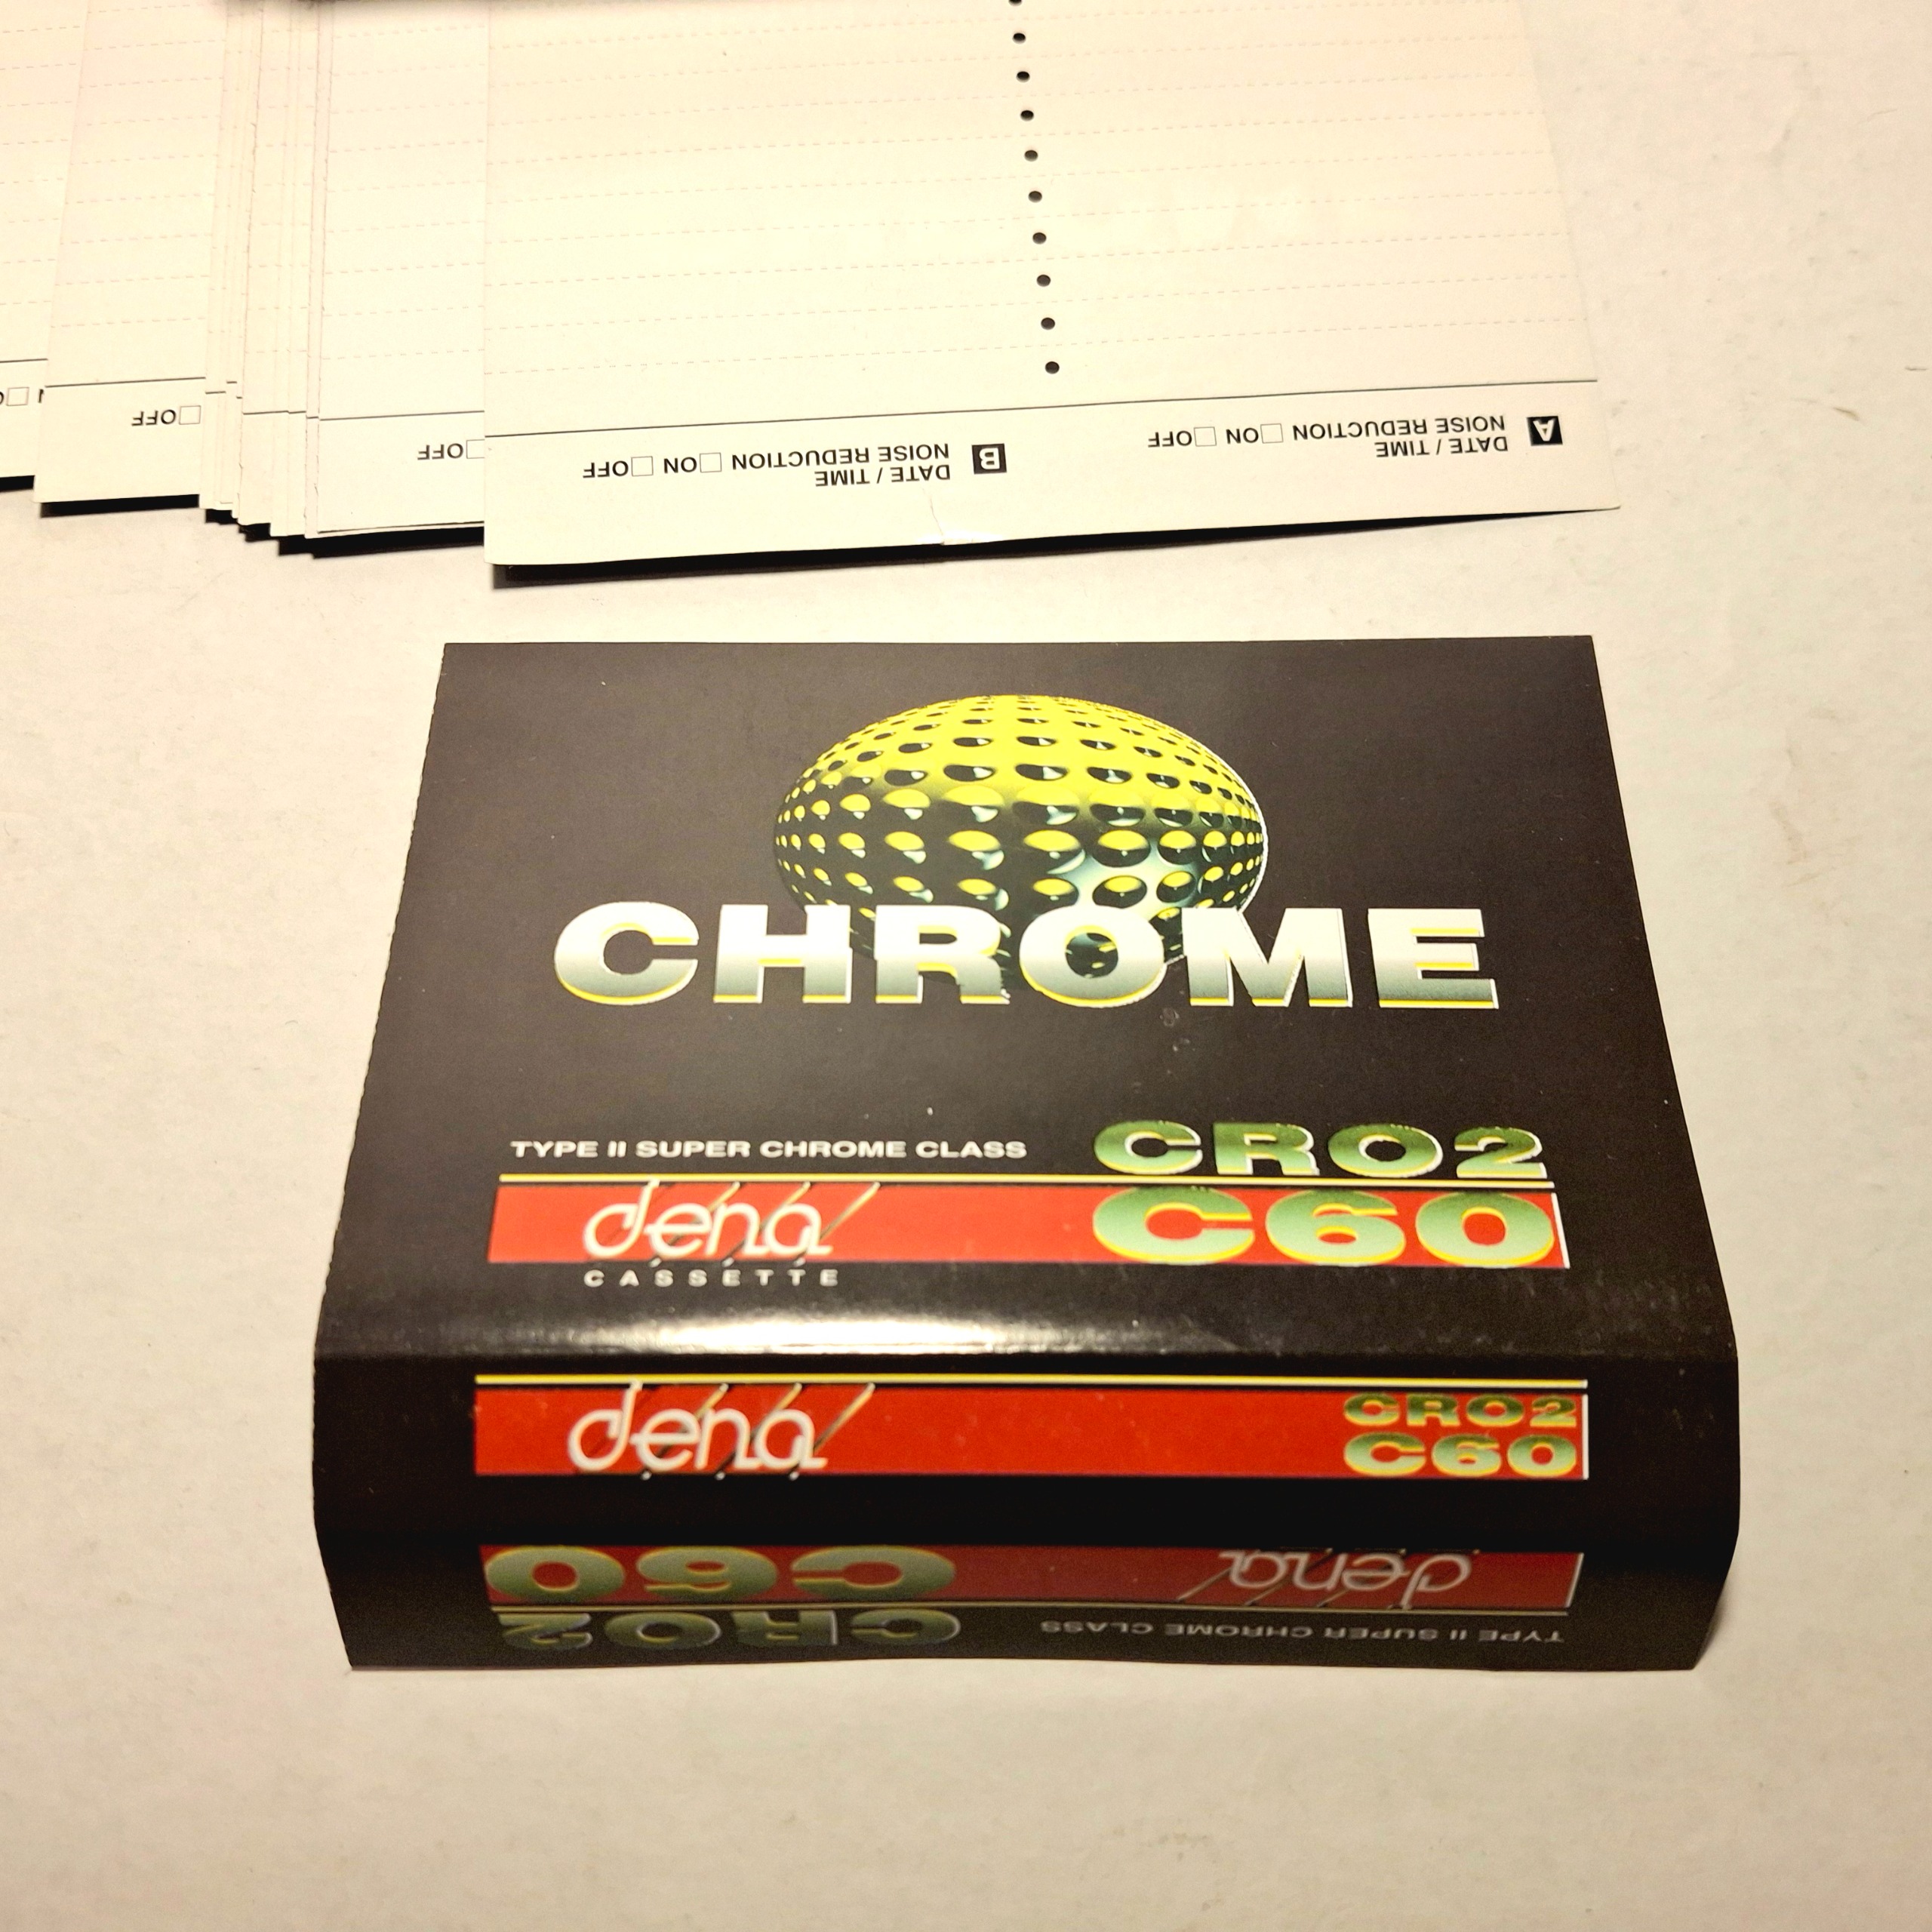 OFF
OFF
B DATE / TIME
NOISE REDUCTION ON OFF
A DATE / TIME
NOISE REDUCTION ON OFF
CHROME
TYPE II SUPER CHROME CLASS
CRO2
dena
C60
CASSETTE
dena
CRO2
C60
dena
C60
TYPE II SUPER CHROME CLASS
CRO2